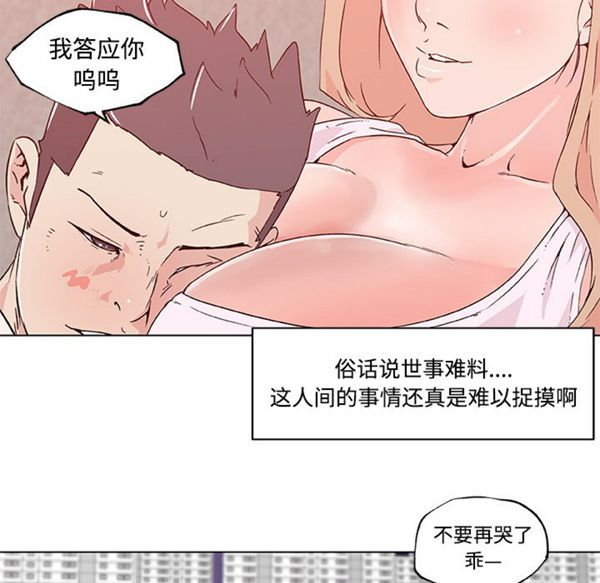 我答应你
呜呜
俗话说世事难料....
这人间的事情还真是难以捉摸啊
不要再哭了
乖—